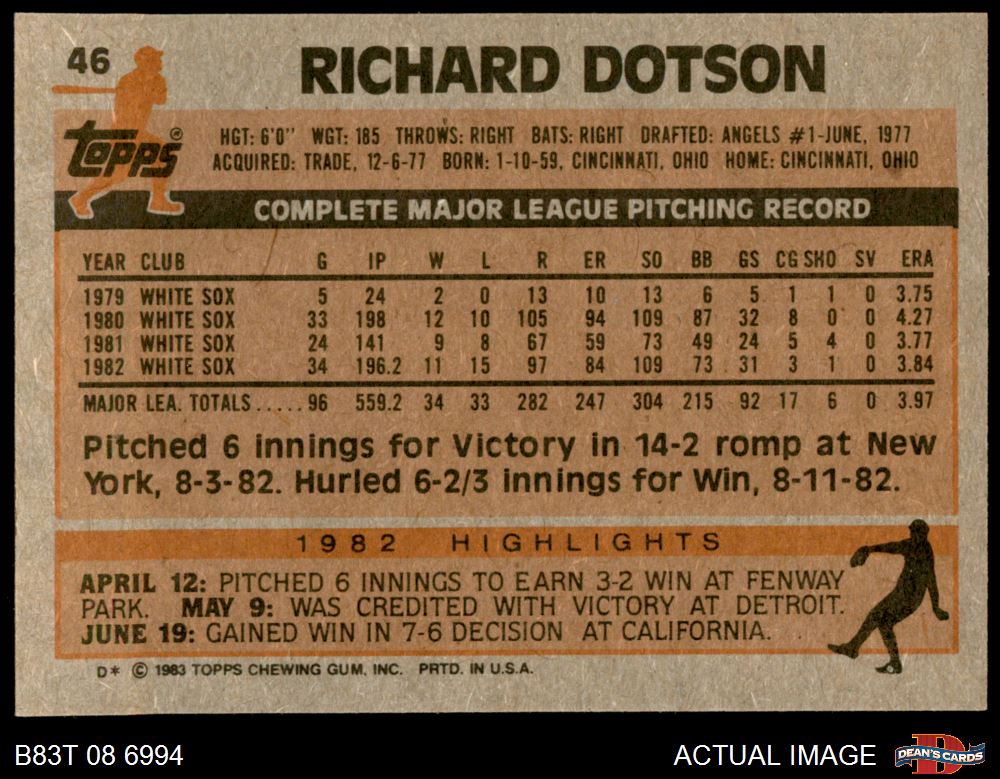 46
RICHARD DOTSON
topps®
HGT: 6'0" WGT: 185 THROWS: RIGHT BATS: RIGHT DRAFTED: ANGELS #1-JUNE, 1977
ACQUIRED: TRADE, 12-6-77 BORN: 1-10-59, CINCINNATI, OHIO HOME: CINCINNATI, OHIO
COMPLETE MAJOR LEAGUE PITCHING RECORD
YEAR CLUB G IP W L R ER SO BB GS CG SHO SV ERA
1979 WHITE SOX 5 24 2 0 13 10 13 6 5 1 1 0 3.75
1980 WHITE SOX 33 198 12 10 105 94 109 87 32 8 0 0 4.27
1981 WHITE SOX 24 141 9 8 67 59 73 49 24 5 4 0 3.77
1982 WHITE SOX 34 196.2 11 15 97 84 109 73 31 3 1 0 3.84
MAJOR LEA. TOTALS..... 96 559.2 34 33 282 247 304 215 92 17 6 0 3.97
Pitched 6 innings for Victory in 14-2 romp at New
York, 8-3-82. Hurled 6-2/3 innings for Win, 8-11-82.
1982 HIGHLIGHTS
APRIL 12: PITCHED 6 INNINGS TO EARN 3-2 WIN AT FENWAY
PARK. MAY 9: WAS CREDITED WITH VICTORY AT DETROIT.
JUNE 19: GAINED WIN IN 7-6 DECISION AT CALIFORNIA.
D* © 1983 TOPPS CHEWING GUM, INC. PRTD. IN U.S.A.
B83T 08 6994
ACTUAL IMAGE
DEAN'S CARDS